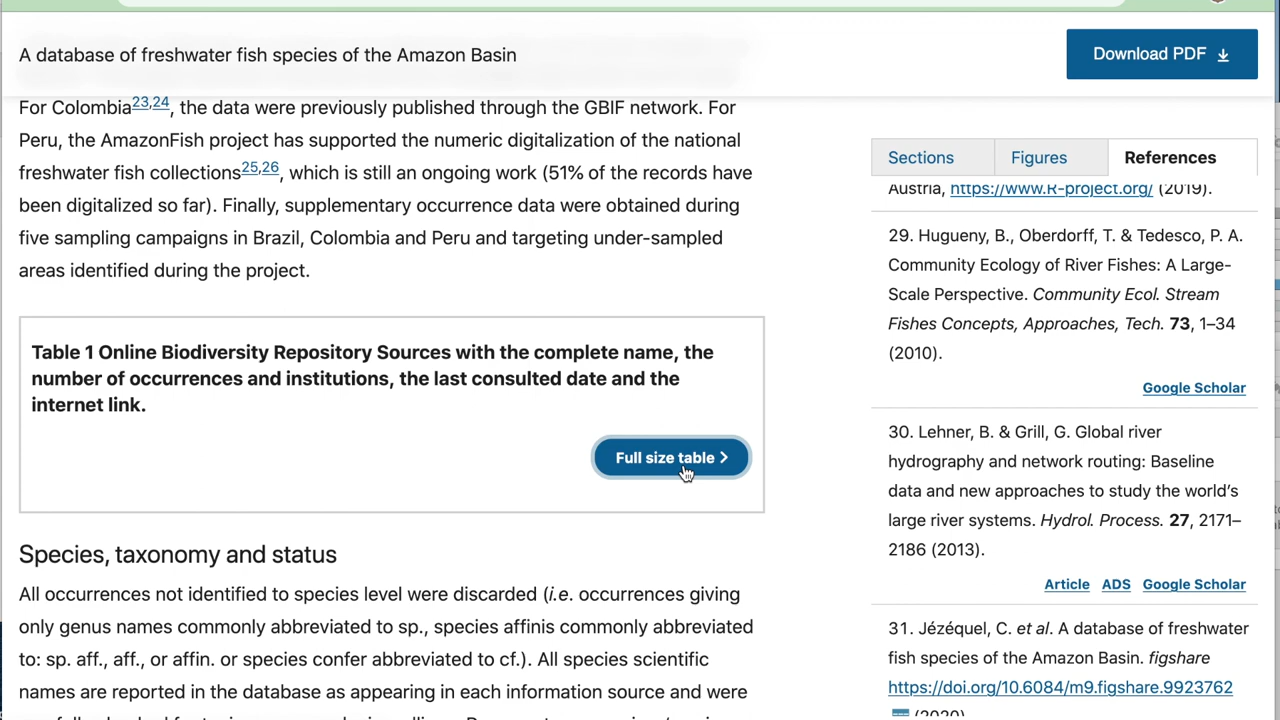 A database of freshwater fish species of the Amazon Basin
Download PDF
For Colombia23,24, the data were previously published through the GBIF network. For
Peru, the AmazonFish project has supported the numeric digitalization of the national
freshwater fish collections25,26, which is still an ongoing work (51% of the records have
been digitalized so far). Finally, supplementary occurrence data were obtained during
five sampling campaigns in Brazil, Colombia and Peru and targeting under-sampled
areas identified during the project.
Table 1 Online Biodiversity Repository Sources with the complete name, the
number of occurrences and institutions, the last consulted date and the
internet link.
Full size table
Species, taxonomy and status
All occurrences not identified to species level were discarded (i.e. occurrences giving
only genus names commonly abbreviated to sp., species affinis commonly abbreviated
to: sp. aff., aff., or affin. or species confer abbreviated to cf.). All species scientific
names are reported in the database as appearing in each information source and were
Sections
Figures
References
Austria, https://www.R-project.org/ (2019).
29. Hugueny, B., Oberdorff, T. & Tedesco, P. A.
Community Ecology of River Fishes: A Large-
Scale Perspective. Community Ecol. Stream
Fishes Concepts, Approaches, Tech. 73, 1–34
(2010).
Google Scholar
30. Lehner, B. & Grill, G. Global river
hydrography and network routing: Baseline
data and new approaches to study the world's
large river systems. Hydrol. Process. 27, 2171–
2186 (2013).
Article ADS Google Scholar
31. Jézéquel, C. et al. A database of freshwater
fish species of the Amazon Basin. figshare
https://doi.org/10.6084/m9.figshare.9923762
(2020)